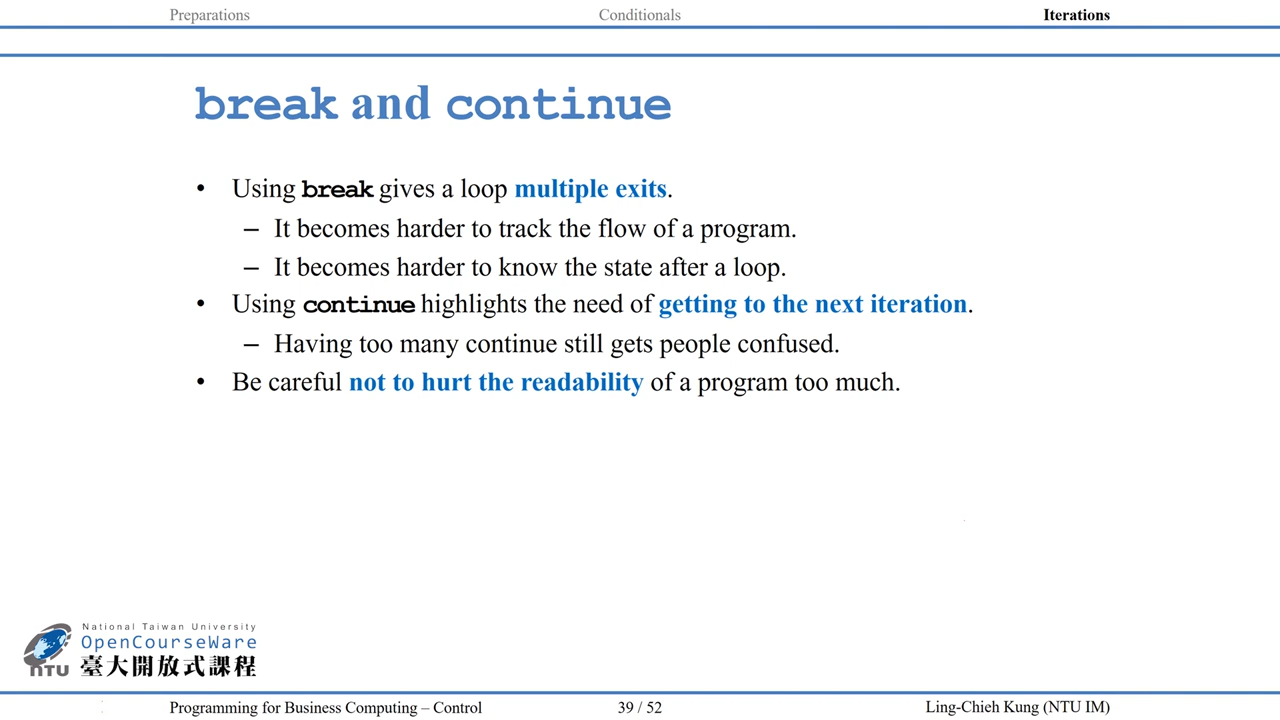 Preparations Conditionals Iterations
break and continue
• Using break gives a loop multiple exits.
– It becomes harder to track the flow of a program.
– It becomes harder to know the state after a loop.
• Using continue highlights the need of getting to the next iteration.
– Having too many continue still gets people confused.
• Be careful not to hurt the readability of a program too much.
National Taiwan University
OpenCourseWare
NTU 臺大開放式課程
Programming for Business Computing – Control 39 / 52 Ling-Chieh Kung (NTU IM)